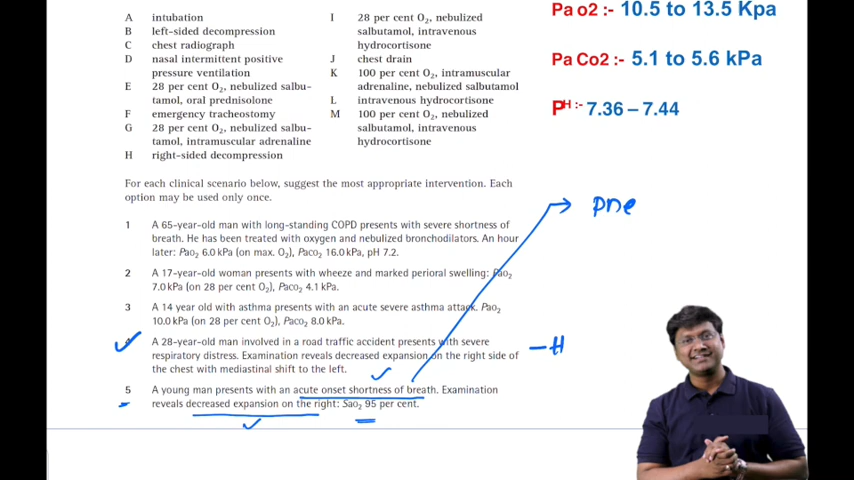 A intubation
B left-sided decompression
C chest radiograph
D nasal intermittent positive
pressure ventilation
E 28 per cent O₂, nebulized salbu-
tamol, oral prednisolone
F emergency tracheostomy
G 28 per cent O₂, nebulized salbu-
tamol, intramuscular adrenaline
H right-sided decompression
I 28 per cent O₂, nebulized
salbutamol, intravenous
hydrocortisone
J chest drain
K 100 per cent O₂, intramuscular
adrenaline, nebulized salbutamol
L intravenous hydrocortisone
M 100 per cent O₂, nebulized
salbutamol, intravenous
hydrocortisone
Pa o2 :- 10.5 to 13.5 Kpa
Pa Co2 :- 5.1 to 5.6 kPa
PH :- 7.36 – 7.44
For each clinical scenario below, suggest the most appropriate intervention. Each
option may be used only once.
1 A 65-year-old man with long-standing COPD presents with severe shortness of
breath. He has been treated with oxygen and nebulized bronchodilators. An hour
later: PaO₂ 6.0 kPa (on max. O₂), PaCO₂ 16.0 kPa, pH 7.2.
2 A 17-year-old woman presents with wheeze and marked perioral swelling: PaO₂
7.0 kPa (on 28 per cent O₂), PaCO₂ 4.1 kPa.
3 A 14 year old with asthma presents with an acute severe asthma attack. PaO₂
10.0 kPa (on 28 per cent O₂), PaCO₂ 8.0 kPa.
A 28-year-old man involved in a road traffic accident presents with severe
respiratory distress. Examination reveals decreased expansion on the right side of
the chest with mediastinal shift to the left.
5 A young man presents with an acute onset shortness of breath. Examination
reveals decreased expansion on the right: SaO₂ 95 per cent.
pne
– H